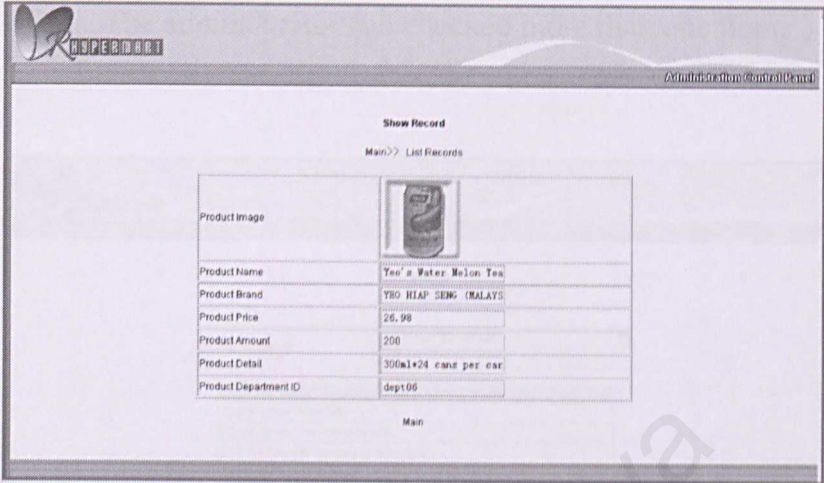 RK HYPERMART
Administration Control Panel
Show Record
Main>> List Records
Product Image
Product Name Yeo's Water Melon Tea
Product Brand YEO HIAP SENG (MALAYS
Product Price 26.98
Product Amount 200
Product Detail 300ml*24 cans per car
Product Department ID dept06
Main